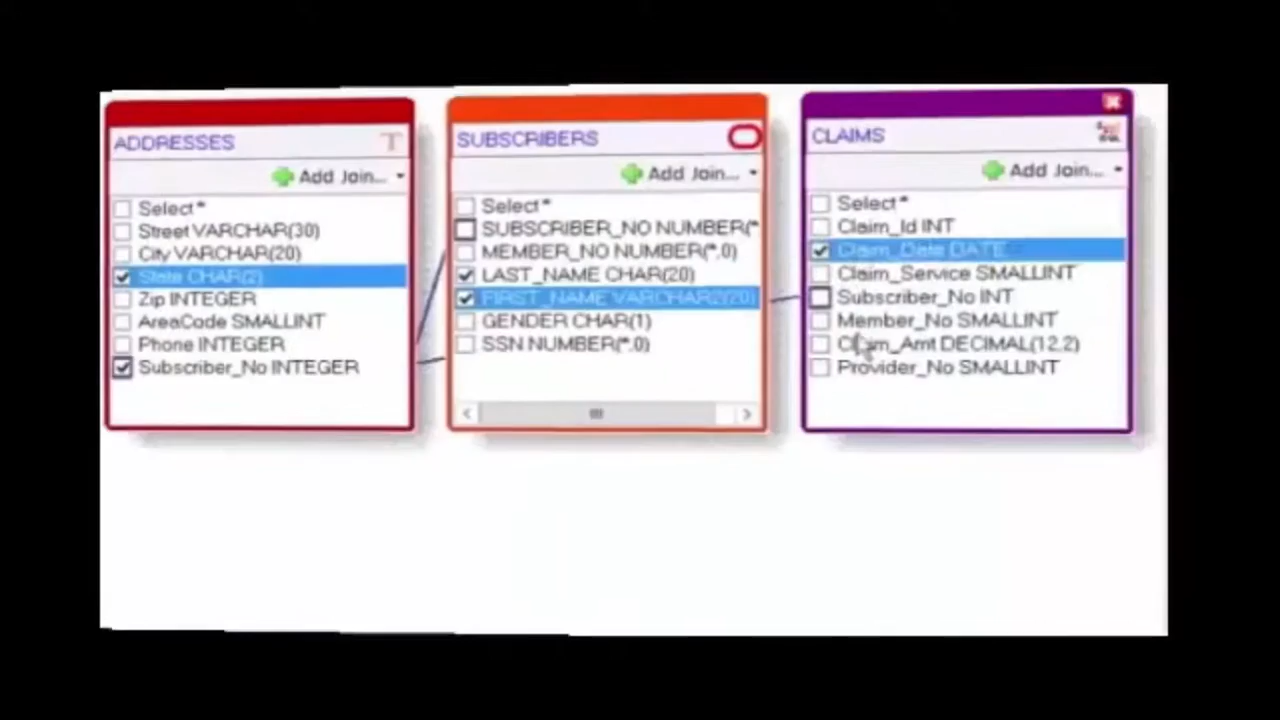 ADDRESSES
T
Add Join...
Select *
Street VARCHAR(30)
City VARCHAR(20)
State CHAR(2)
Zip INTEGER
AreaCode SMALLINT
Phone INTEGER
Subscriber_No INTEGER
SUBSCRIBERS
Add Join...
Select *
SUBSCRIBER_NO NUMBER(*
MEMBER_NO NUMBER(*,0)
LAST_NAME CHAR(20)
FIRST_NAME VARCHAR2(20)
GENDER CHAR(1)
SSN NUMBER(*,0)
CLAIMS
Add Join...
Select *
Claim_Id INT
Claim_Date DATE
Claim_Service SMALLINT
Subscriber_No INT
Member_No SMALLINT
Claim_Amt DECIMAL(12,2)
Provider_No SMALLINT